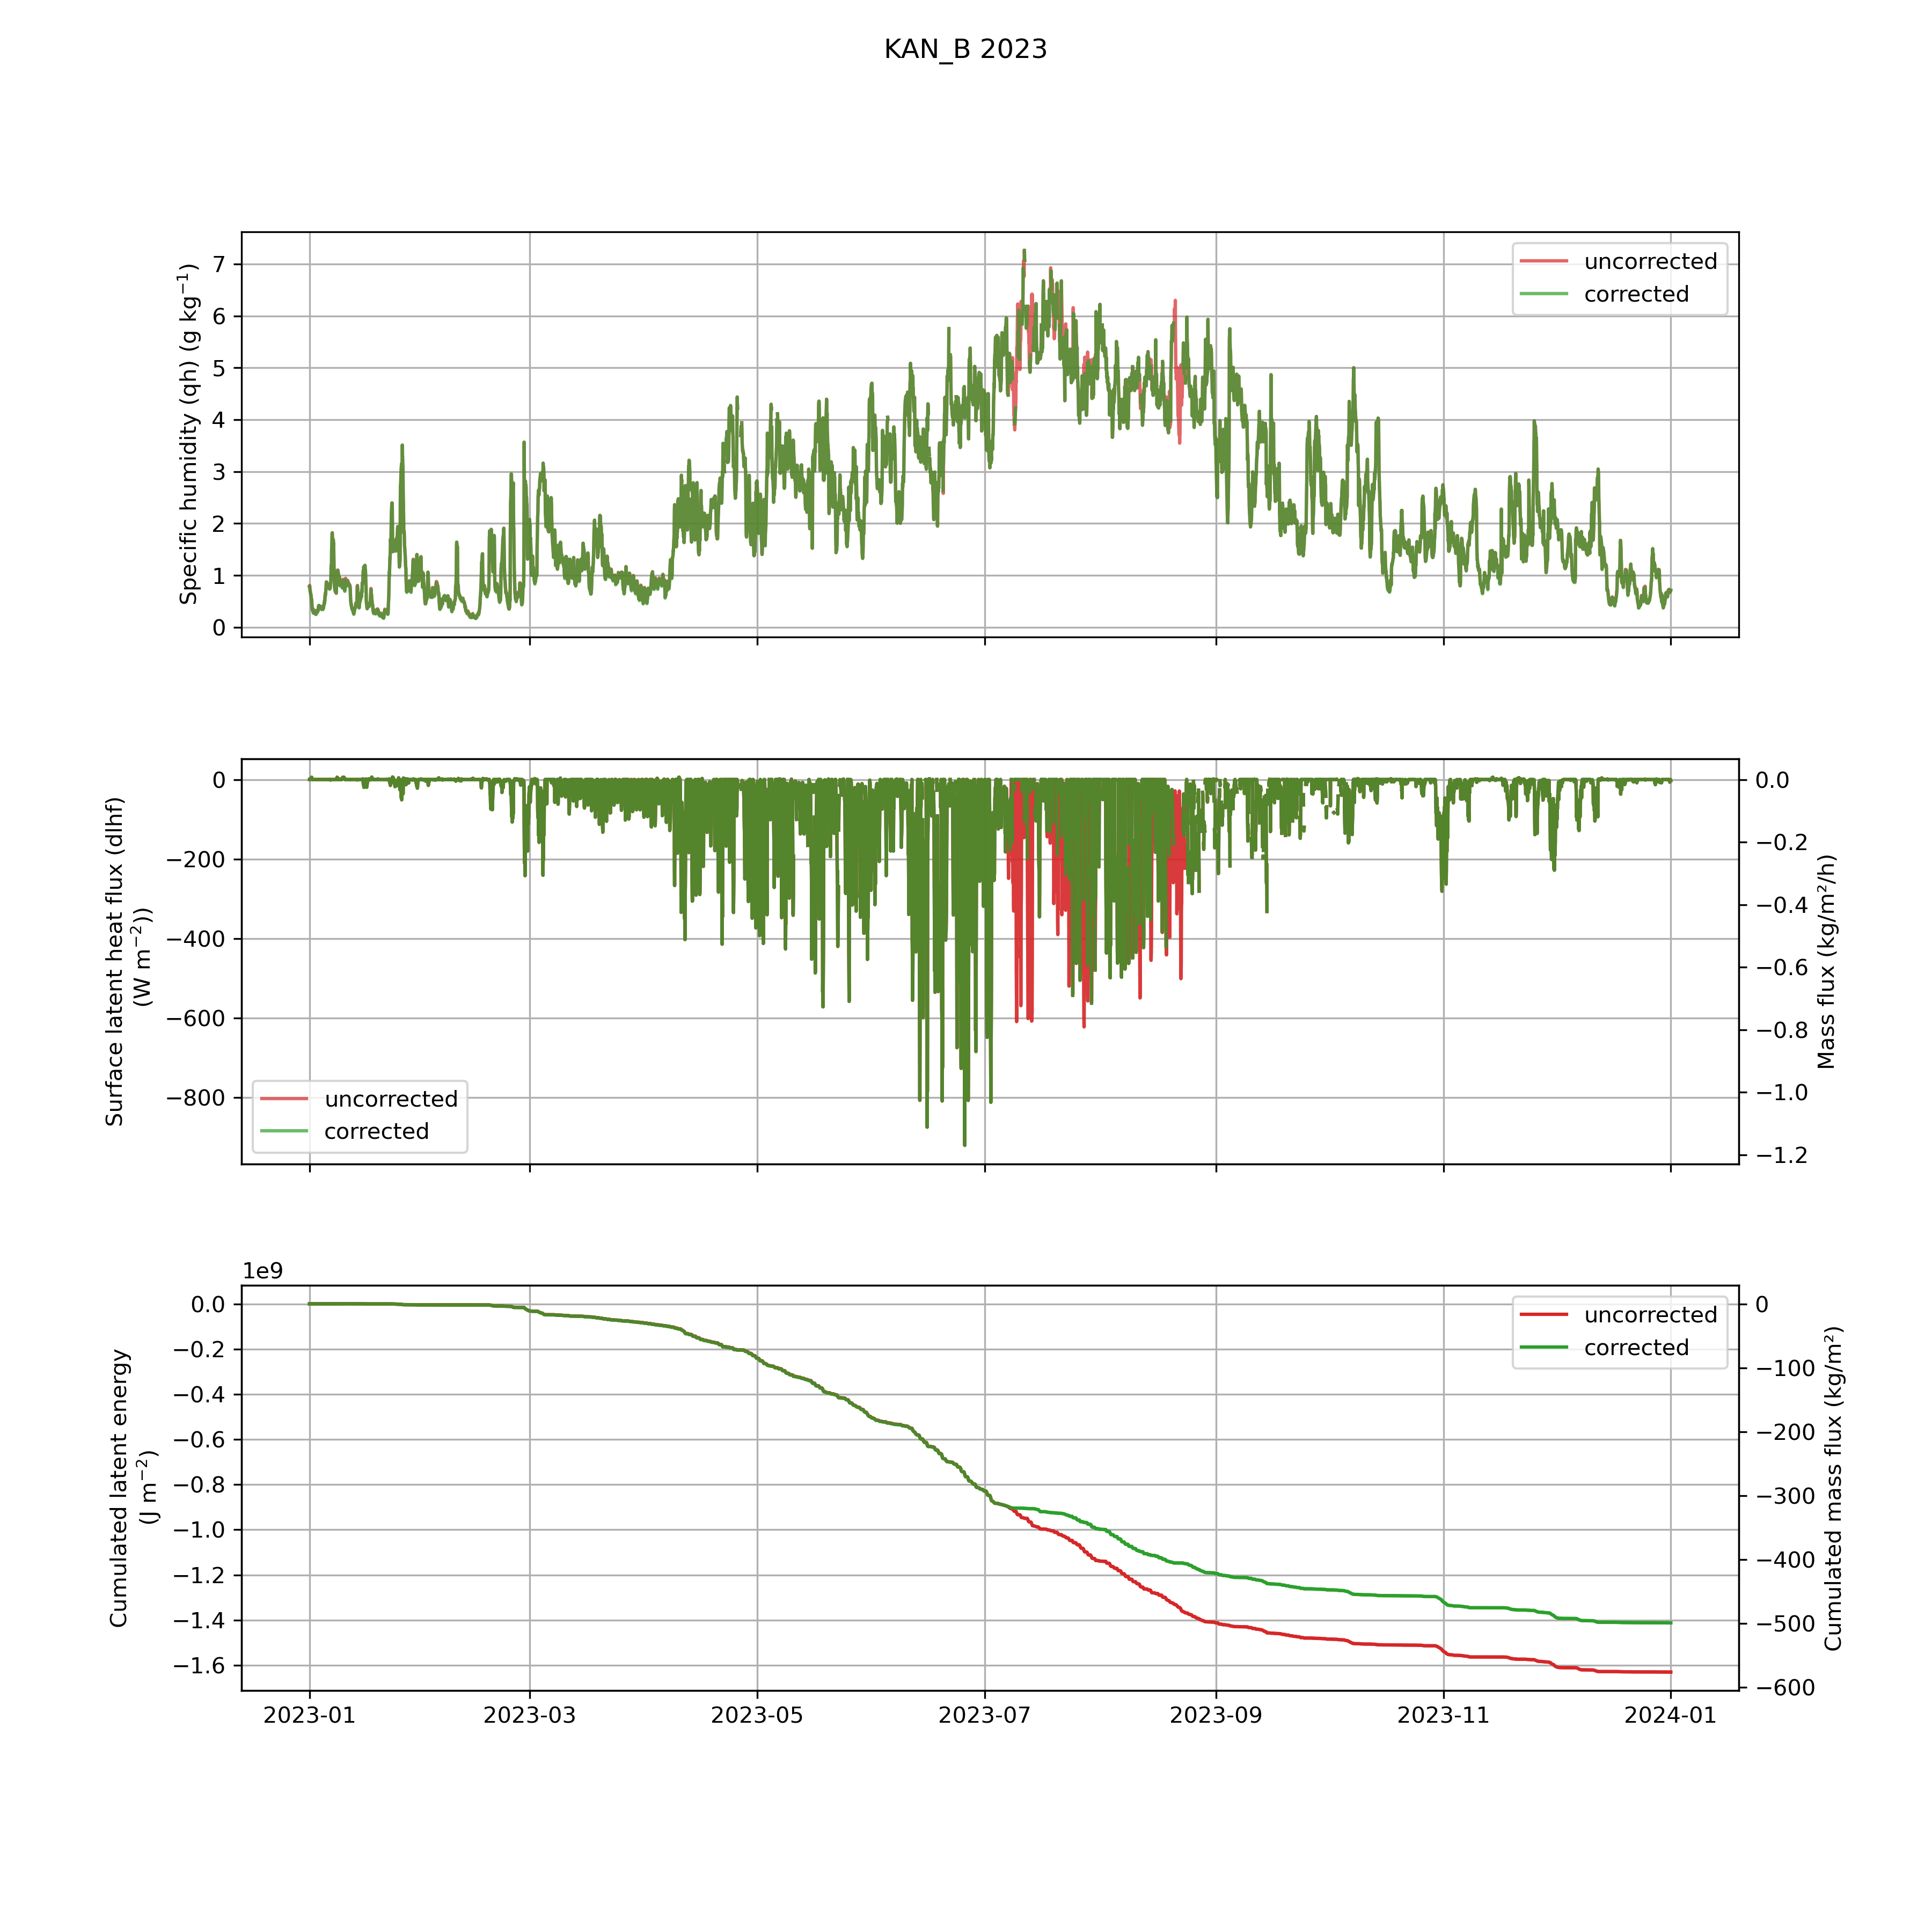 KAN_B 2023
Specific humidity (qh) (g kg⁻¹)
7
6
5
4
3
2
1
0
uncorrected
corrected
Surface latent heat flux (dlhf)
(W m⁻²))
0
−200
−400
−600
−800
uncorrected
corrected
0.0
−0.2
−0.4
−0.6
−0.8
−1.0
−1.2
Mass flux (kg/m²/h)
1e9
Cumulated latent energy
(J m⁻²)
0.0
−0.2
−0.4
−0.6
−0.8
−1.0
−1.2
−1.4
−1.6
uncorrected
corrected
0
−100
−200
−300
−400
−500
−600
Cumulated mass flux (kg/m²)
2023-01
2023-03
2023-05
2023-07
2023-09
2023-11
2024-01